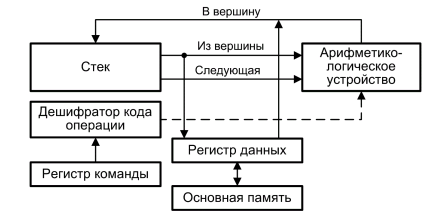 В вершину
Из вершины
Стек
Следующая
Арифметико-
логическое
устройство
Дешифратор кода
операции
Регистр данных
Регистр команды
Основная память